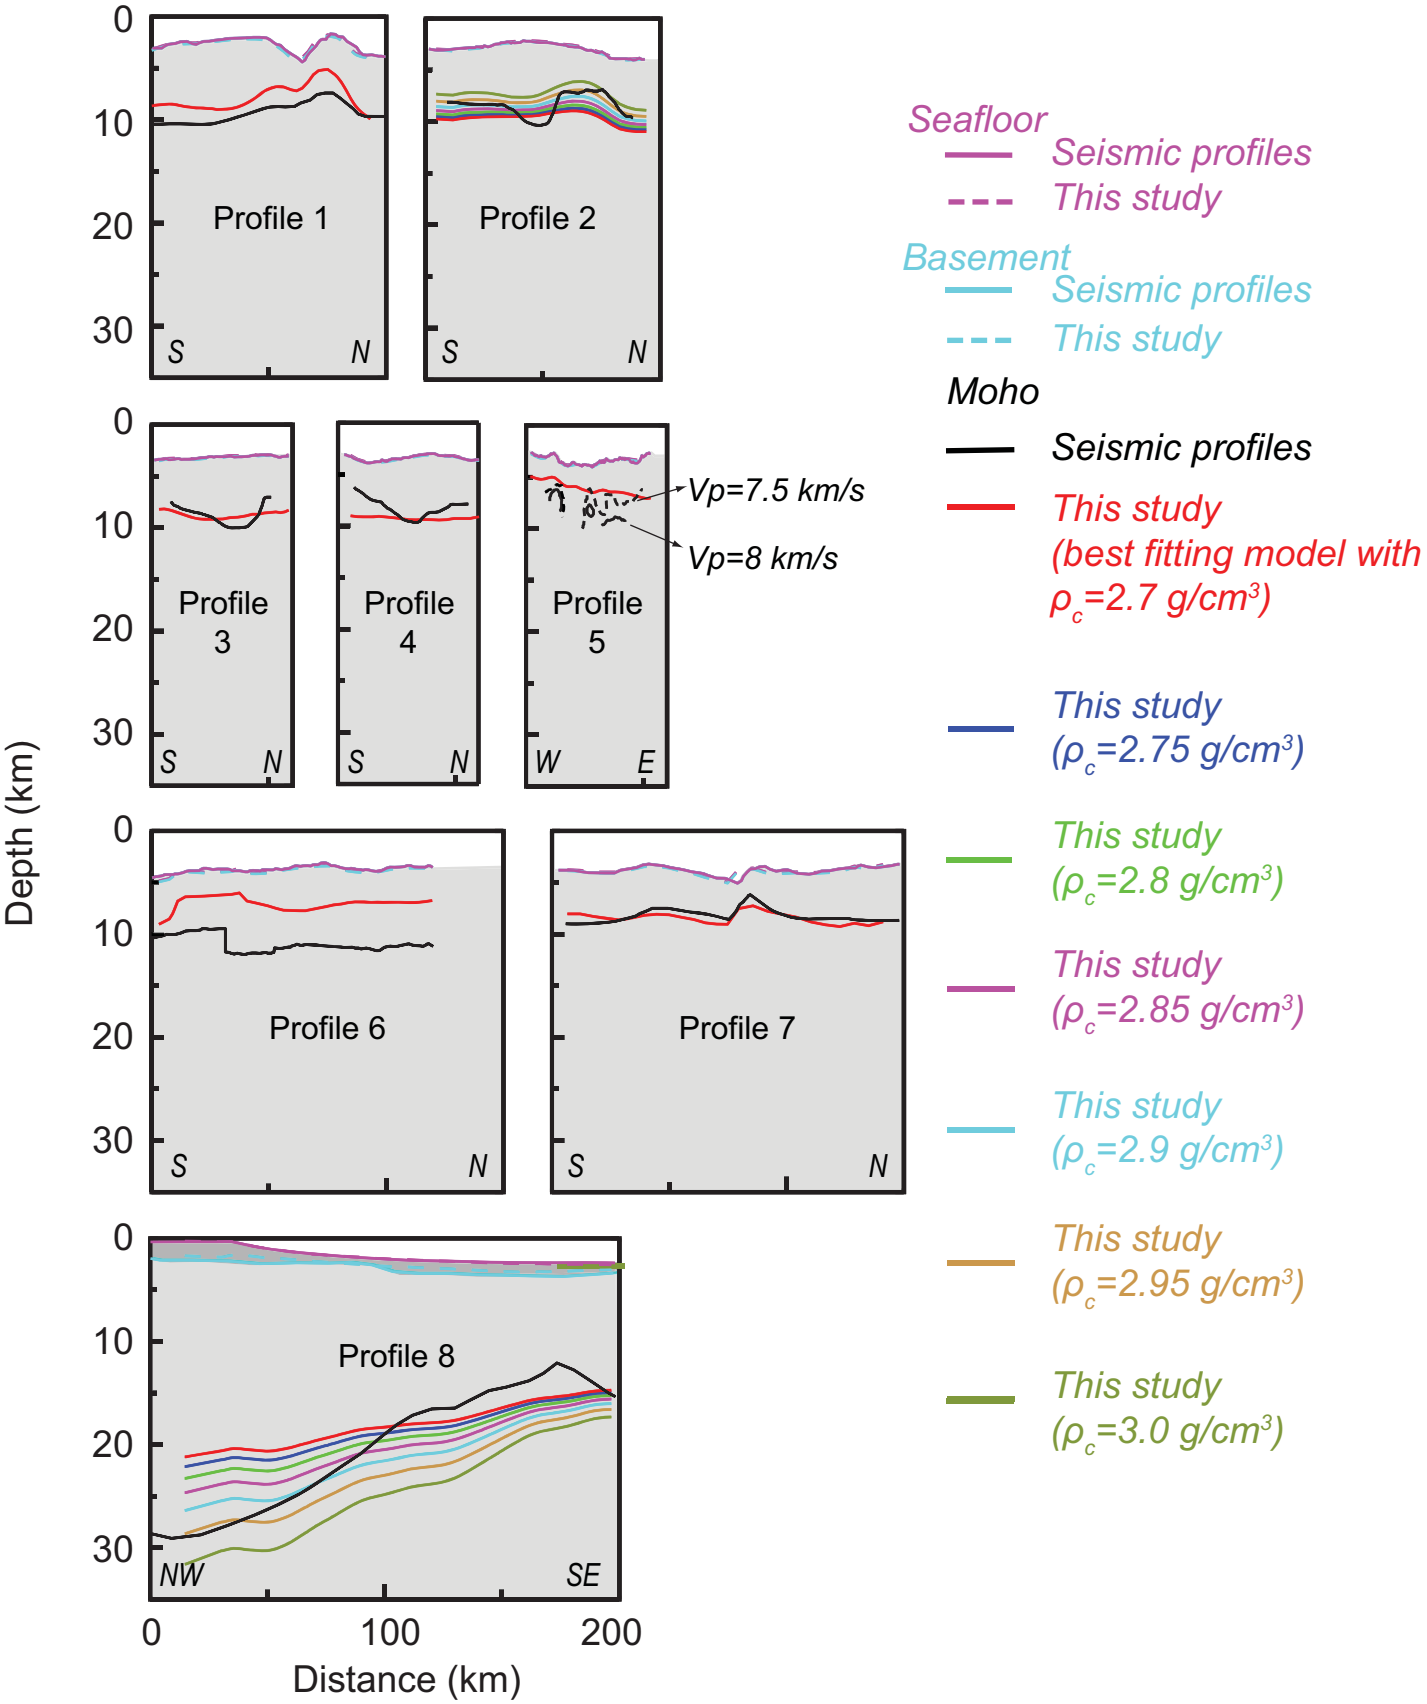 0
10
20
30
Profile 1
S
N
Profile 2
S
N
0
10
20
30
Profile
3
S
N
Profile
4
S
N
Profile
5
W
E
Vp=7.5 km/s
Vp=8 km/s
0
10
20
30
Profile 6
S
N
Profile 7
S
N
0
10
20
30
Profile 8
NW
SE
0
100
200
Distance (km)
Depth (km)
Seafloor
Seismic profiles
This study
Basement
Seismic profiles
This study
Moho
Seismic profiles
This study
(best fitting model with
ρc=2.7 g/cm³)
This study
(ρc=2.75 g/cm³)
This study
(ρc=2.8 g/cm³)
This study
(ρc=2.85 g/cm³)
This study
(ρc=2.9 g/cm³)
This study
(ρc=2.95 g/cm³)
This study
(ρc=3.0 g/cm³)